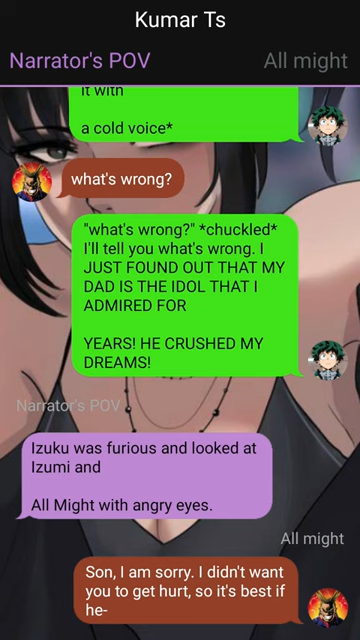 Kumar Ts
Narrator's POV
All might
it with
a cold voice*
what's wrong?
"what's wrong?" *chuckled*
I'll tell you what's wrong. I
JUST FOUND OUT THAT MY
DAD IS THE IDOL THAT I
ADMIRED FOR
YEARS! HE CRUSHED MY
DREAMS!
Narrator's POV
Izuku was furious and looked at
Izumi and
All Might with angry eyes.
All might
Son, I am sorry. I didn't want
you to get hurt, so it's best if
he-